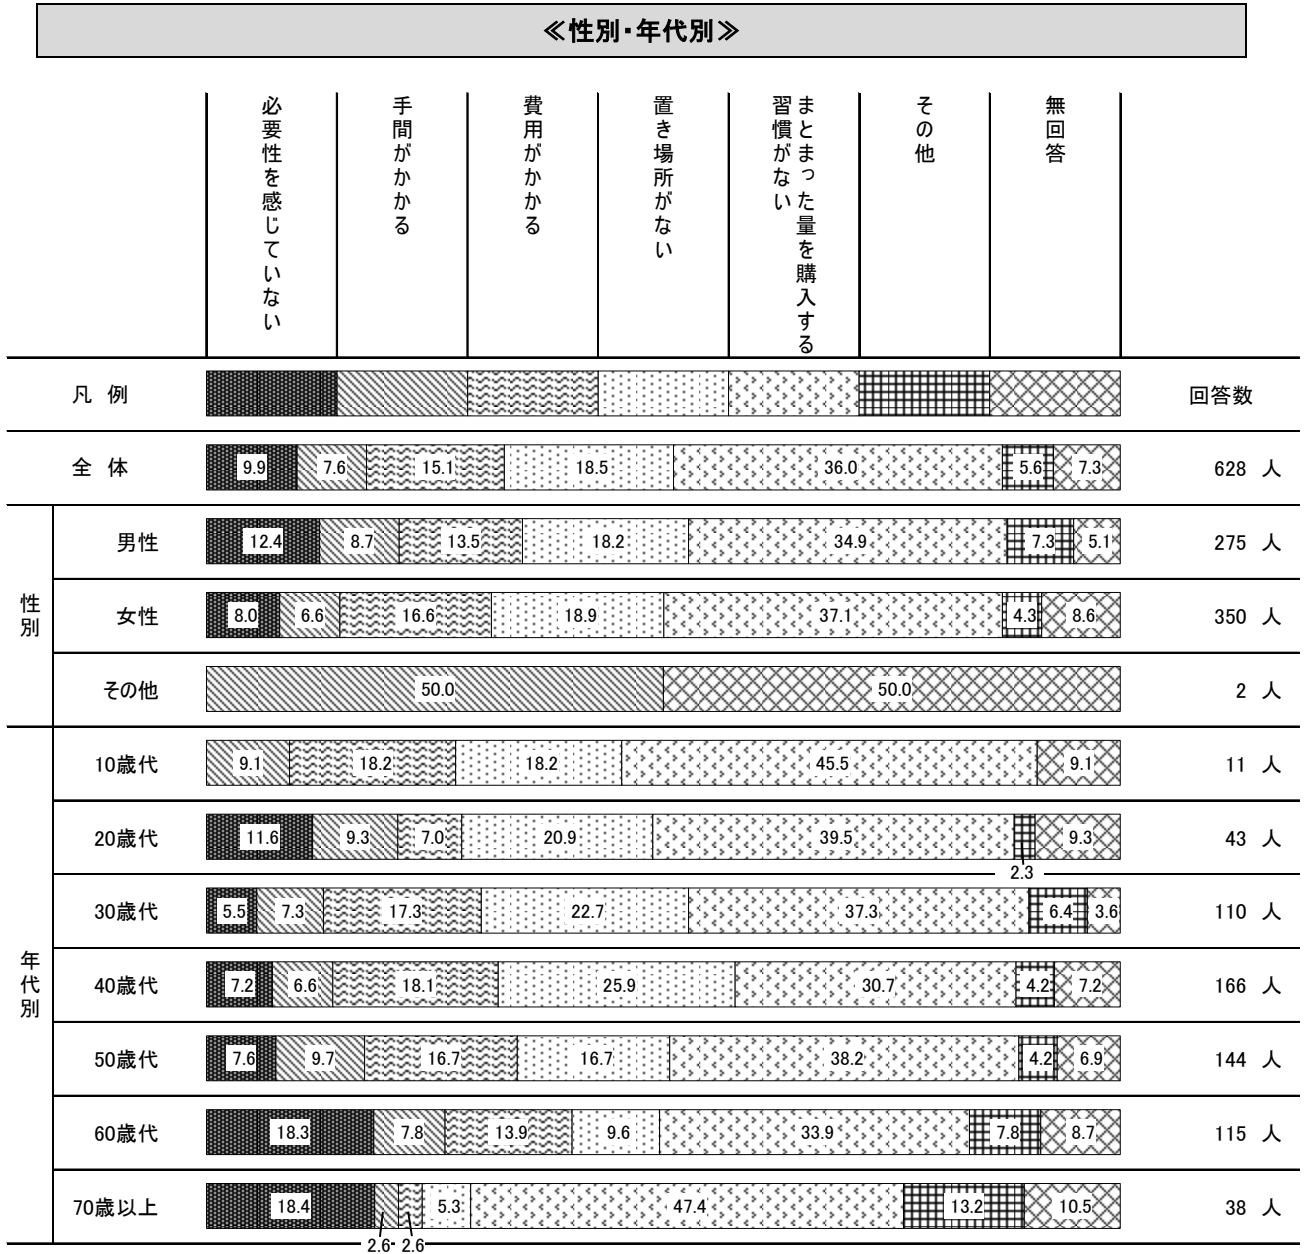 ≪性別・年代別≫
必要性を感じていない
手間がかかる
費用がかかる
置き場所がない
まとまった量を購入する
習慣がない
その他
無回答
凡 例 回答数
全 体 9.9 7.6 15.1 18.5 36.0 5.6 7.3 628 人
性別
男性 12.4 8.7 13.5 18.2 34.9 7.3 5.1 275 人
女性 8.0 6.6 16.6 18.9 37.1 4.3 8.6 350 人
その他 50.0 50.0 2 人
年代別
10歳代 9.1 18.2 18.2 45.5 9.1 11 人
20歳代 11.6 9.3 7.0 20.9 39.5 9.3 43 人
2.3
30歳代 5.5 7.3 17.3 22.7 37.3 6.4 3.6 110 人
40歳代 7.2 6.6 18.1 25.9 30.7 4.2 7.2 166 人
50歳代 7.6 9.7 16.7 16.7 38.2 4.2 6.9 144 人
60歳代 18.3 7.8 13.9 9.6 33.9 7.8 8.7 115 人
70歳以上 18.4 5.3 47.4 13.2 10.5 38 人
2.6 2.6